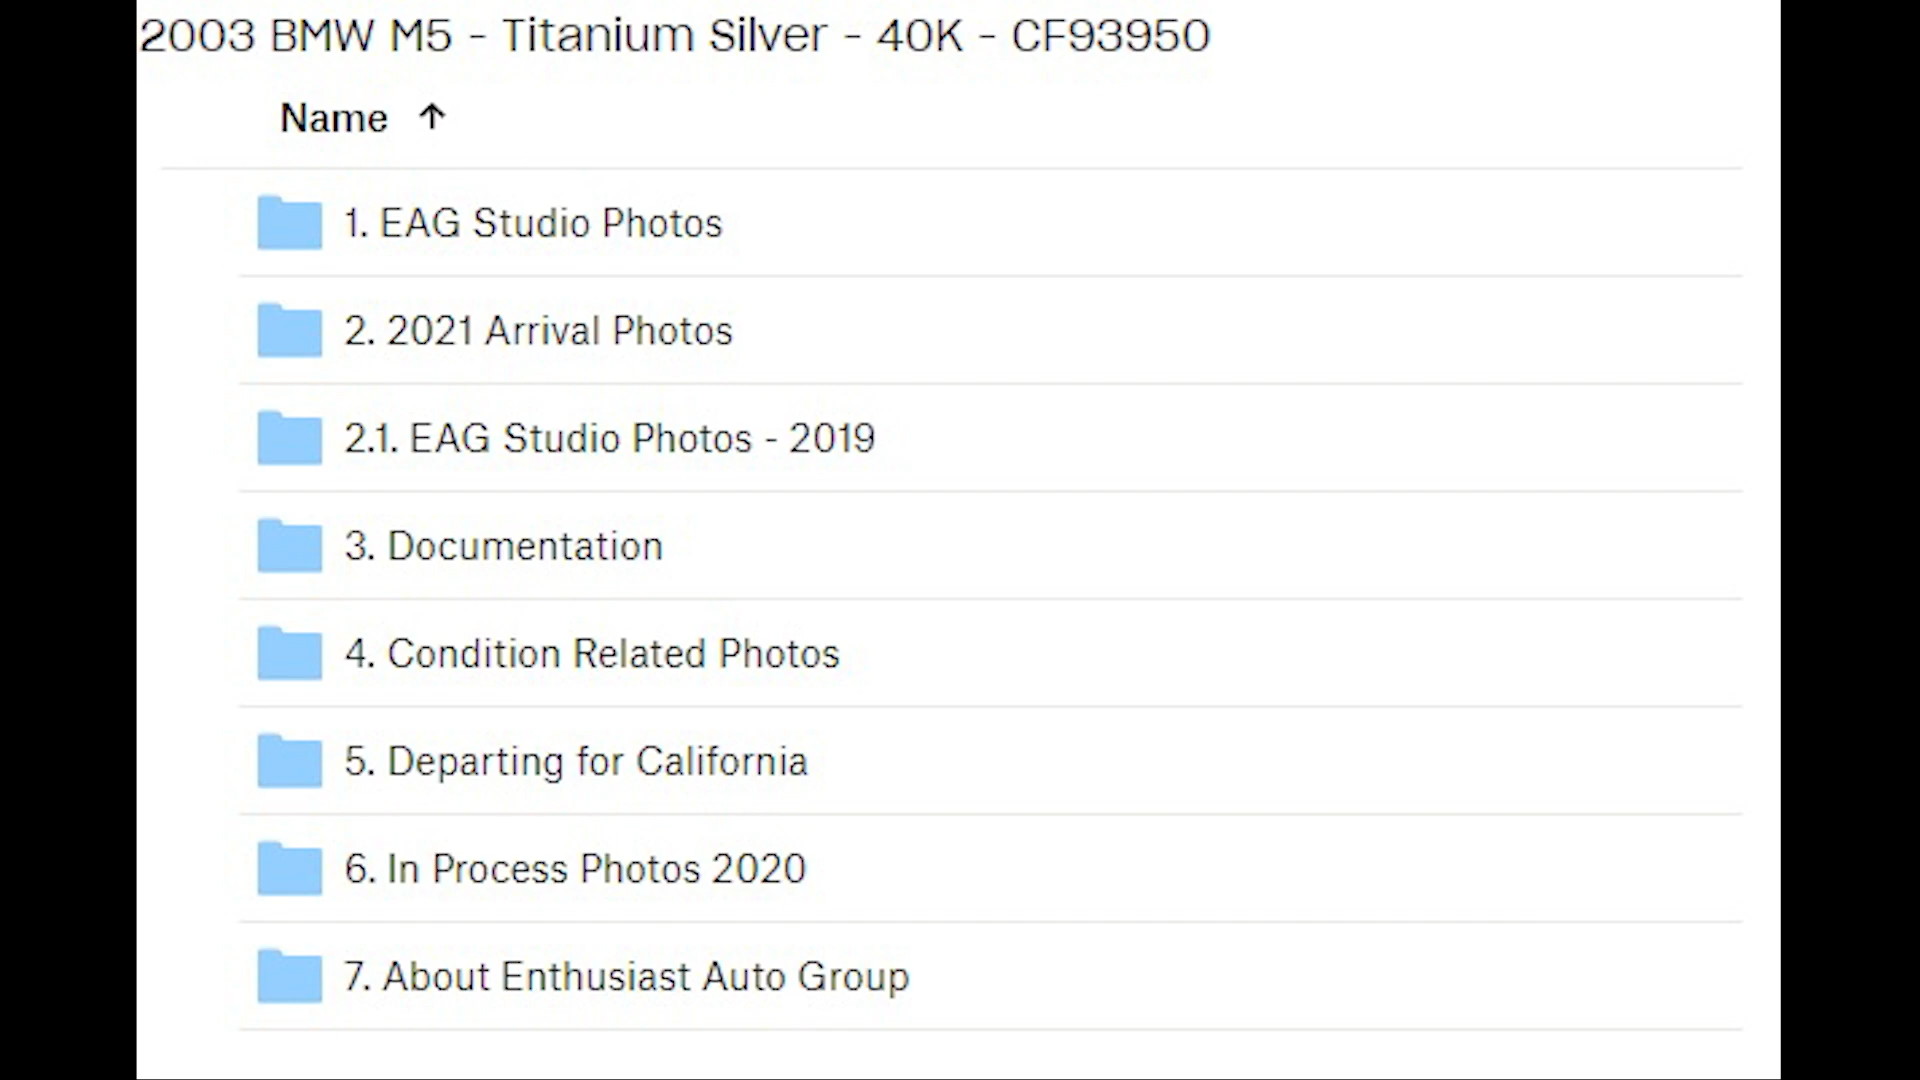 2003 BMW M5 - Titanium Silver - 40K - CF93950
Name ↑
1. EAG Studio Photos
2. 2021 Arrival Photos
2.1. EAG Studio Photos - 2019
3. Documentation
4. Condition Related Photos
5. Departing for California
6. In Process Photos 2020
7. About Enthusiast Auto Group